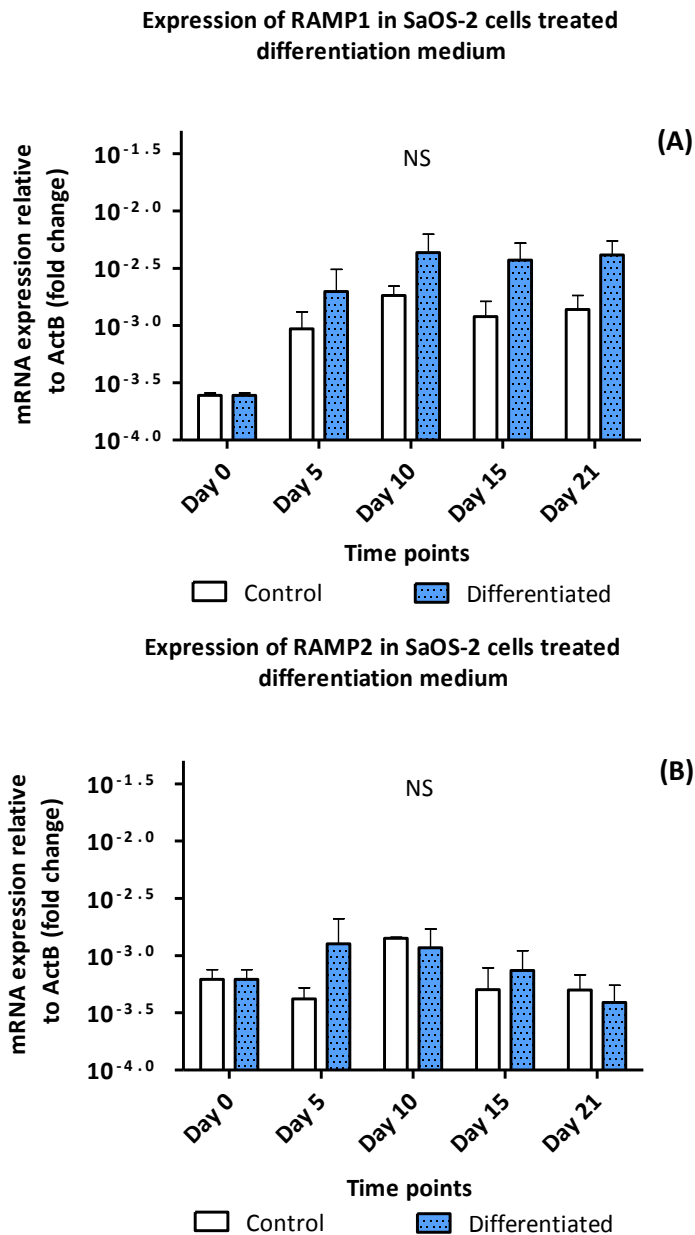 Expression of RAMP1 in SaOS-2 cells treated
differentiation medium
(A)
NS
mRNA expression relative
to ActB (fold change)
10^-1.5
10^-2.0
10^-2.5
10^-3.0
10^-3.5
10^-4.0
Day 0
Day 5
Day 10
Day 15
Day 21
Time points
Control
Differentiated
Expression of RAMP2 in SaOS-2 cells treated
differentiation medium
(B)
NS
mRNA expression relative
to ActB (fold change)
10^-1.5
10^-2.0
10^-2.5
10^-3.0
10^-3.5
10^-4.0
Day 0
Day 5
Day 10
Day 15
Day 21
Time points
Control
Differentiated